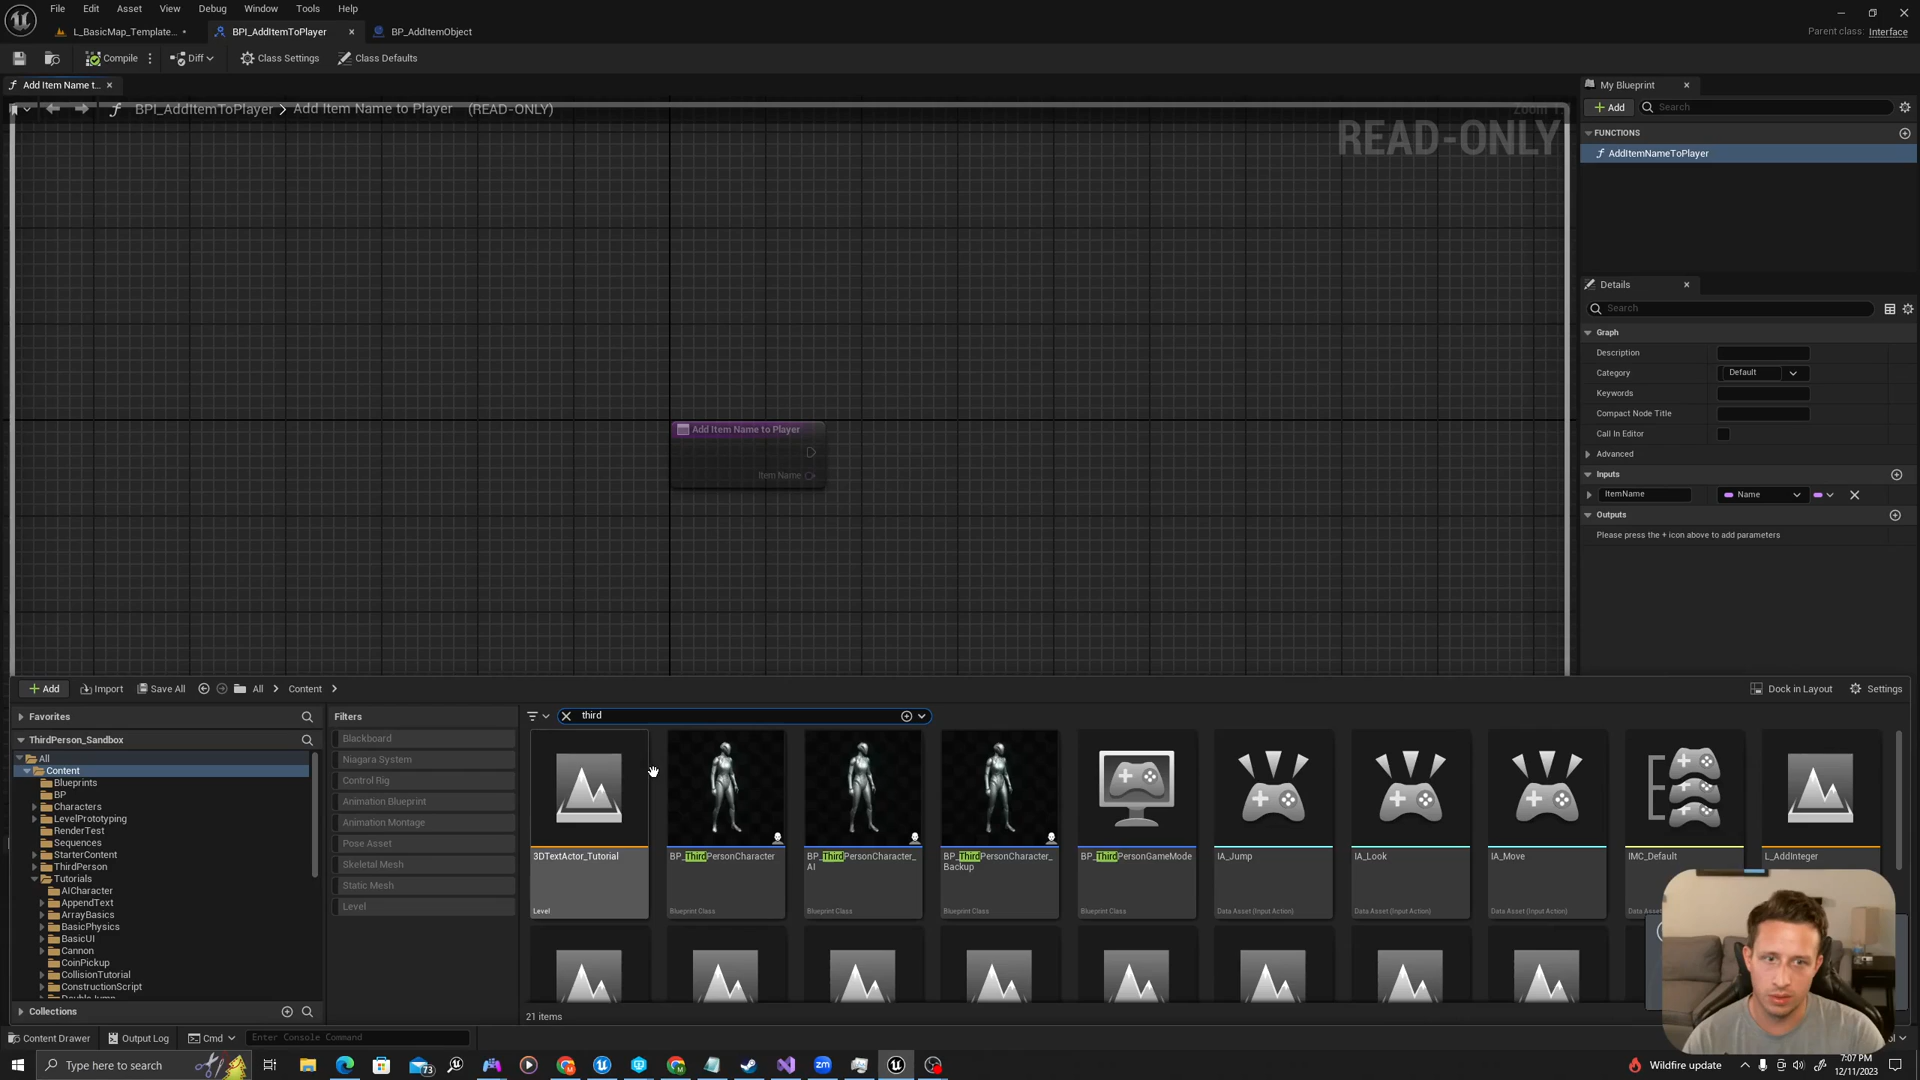 File Edit Asset View Debug Window Tools Help
L_BasicMap_Template... • BPI_AddItemToPlayer BP_AddItemObject
Parent class: Interface
Compile Diff Class Settings Class Defaults
Add Item Name t..
BPI_AddItemToPlayer > Add Item Name to Player (READ-ONLY)
READ-ONLY
My Blueprint
Add Search
FUNCTIONS
AddItemNameToPlayer
Details
Search
Graph
Description
Category Default
Keywords
Compact Node Title
Call In Editor
Advanced
Inputs
ItemName Name
Outputs
Please press the + icon above to add parameters
Add Item Name to Player
Item Name
Add Import Save All All Content Dock in Layout Settings
Favorites
ThirdPerson_Sandbox
All
Content
Blueprints
BP
Characters
LevelPrototyping
RenderTest
Sequences
StarterContent
ThirdPerson
Tutorials
AICharacter
AppendText
ArrayBasics
BasicPhysics
BasicUI
Cannon
CoinPickup
CollisionTutorial
ConstructionScript
Collections
Filters
Blackboard
Niagara System
Control Rig
Animation Blueprint
Animation Montage
Pose Asset
Skeletal Mesh
Static Mesh
Level
third
3DTextActor_Tutorial
Level
BP_ThirdPersonCharacter
Blueprint Class
BP_ThirdPersonCharacter_
AI
Blueprint Class
BP_ThirdPersonCharacter_
Backup
Blueprint Class
BP_ThirdPersonGameMode
Blueprint Class
IA_Jump
Data Asset (Input Action)
IA_Look
Data Asset (Input Action)
IA_Move
Data Asset (Input Action)
IMC_Default
L_AddInteger
21 items
Content Drawer Output Log Cmd Enter Console Command
Type here to search
73
zm
Wildfire update
7:07 PM
12/11/2023